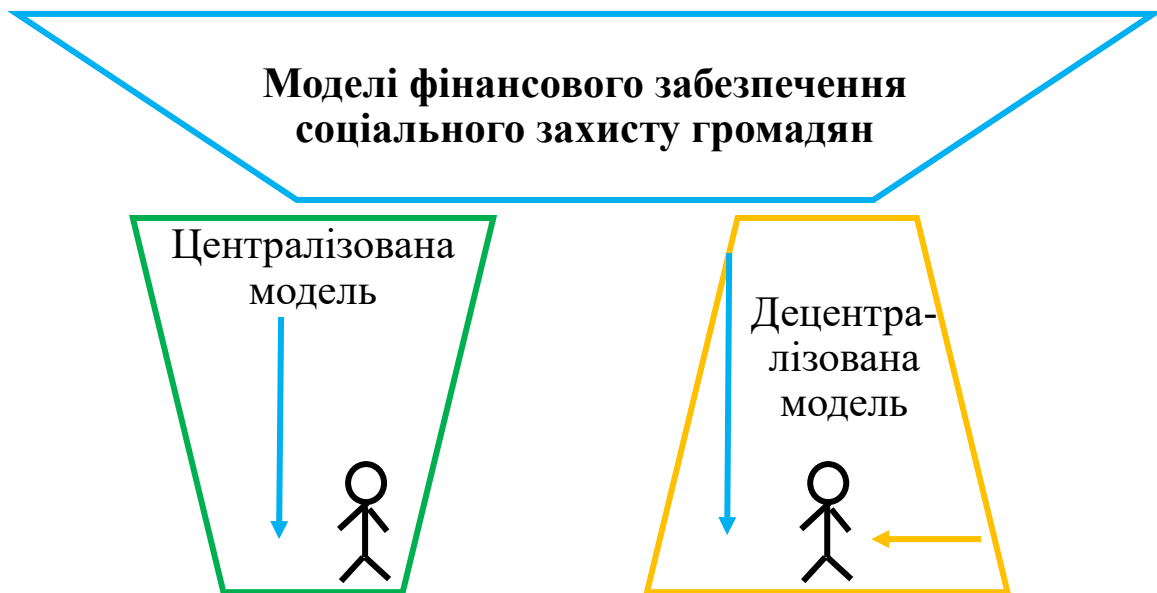 Моделі фінансового забезпечення
соціального захисту громадян
Централізована
модель
Децентра-
лізована
модель